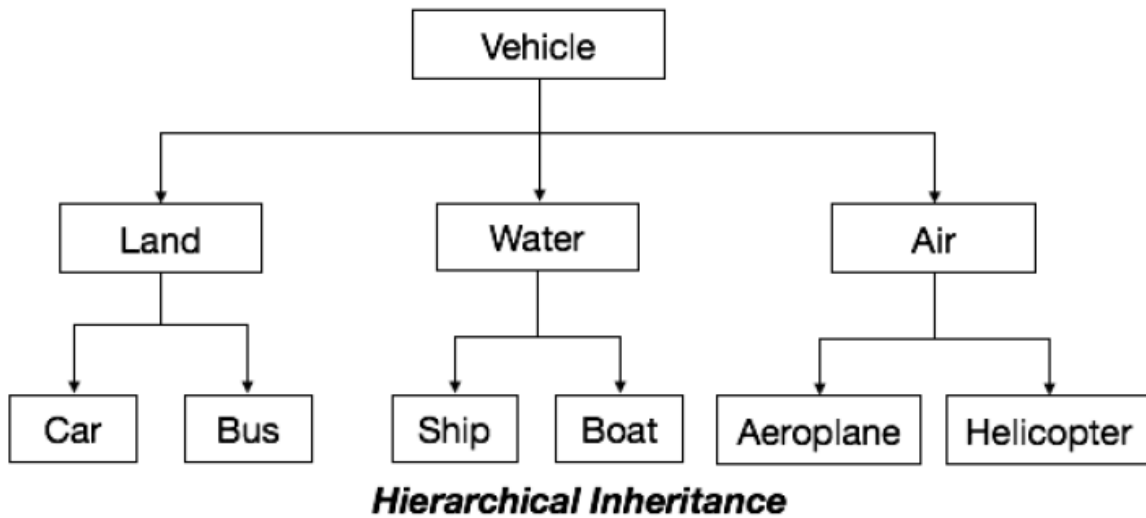 Vehicle
Land
Water
Air
Car
Bus
Ship
Boat
Aeroplane
Helicopter
Hierarchical Inheritance